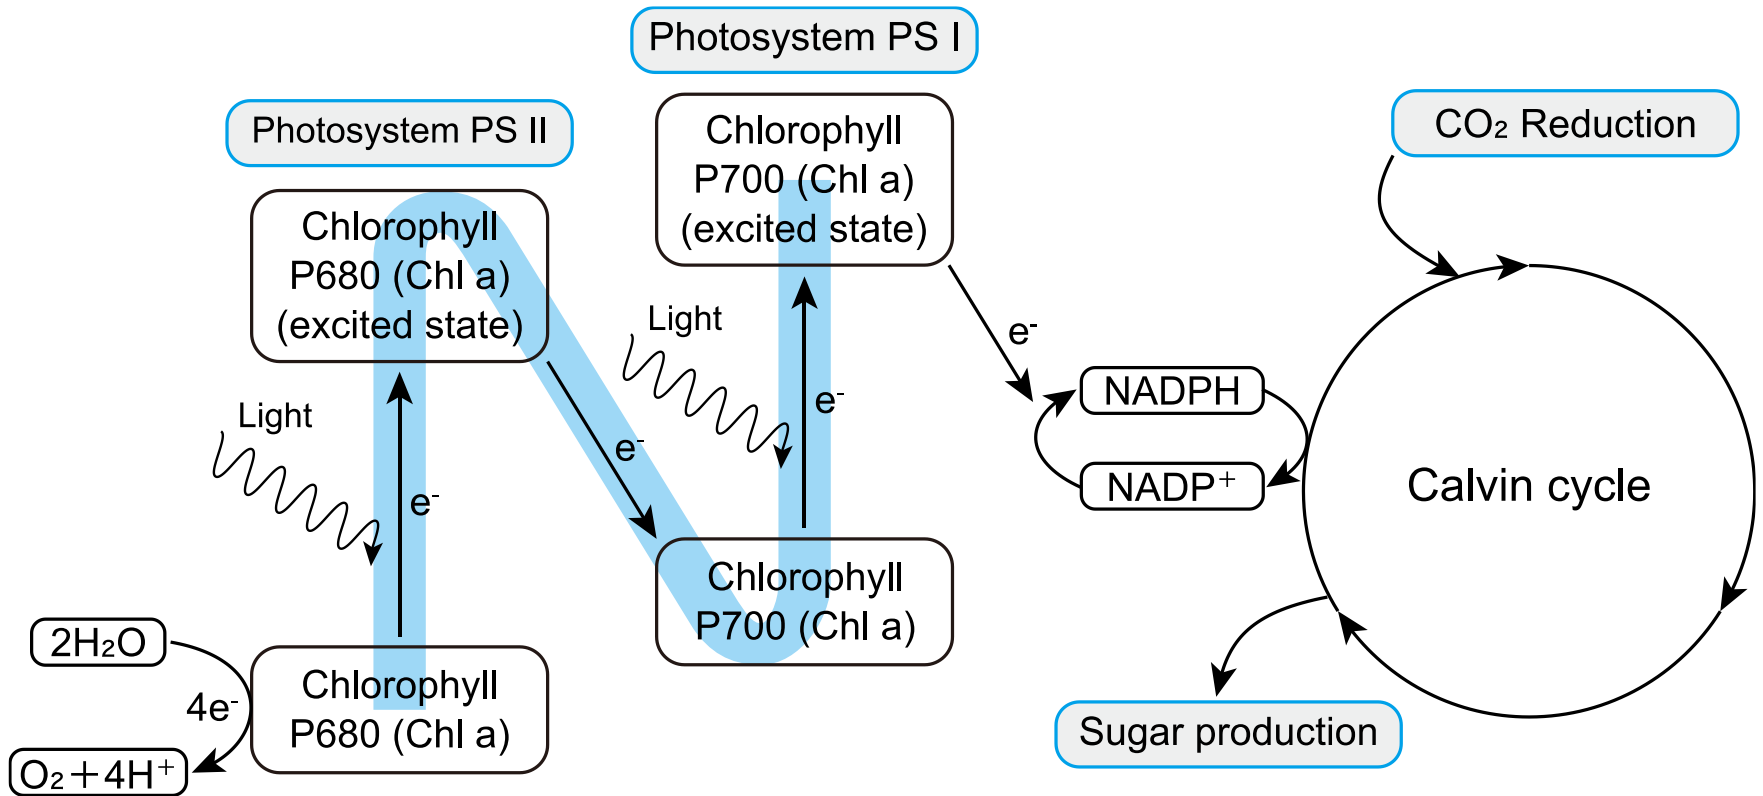 Photosystem PS I
Photosystem PS II
Chlorophyll
P700 (Chl a)
(excited state)
CO₂ Reduction
Chlorophyll
P680 (Chl a)
(excited state)
Light
e⁻
NADPH
Light
e⁻
e⁻
e⁻
NADP⁺
Calvin cycle
Chlorophyll
P700 (Chl a)
2H₂O
4e⁻
Chlorophyll
P680 (Chl a)
Sugar production
O₂+4H⁺